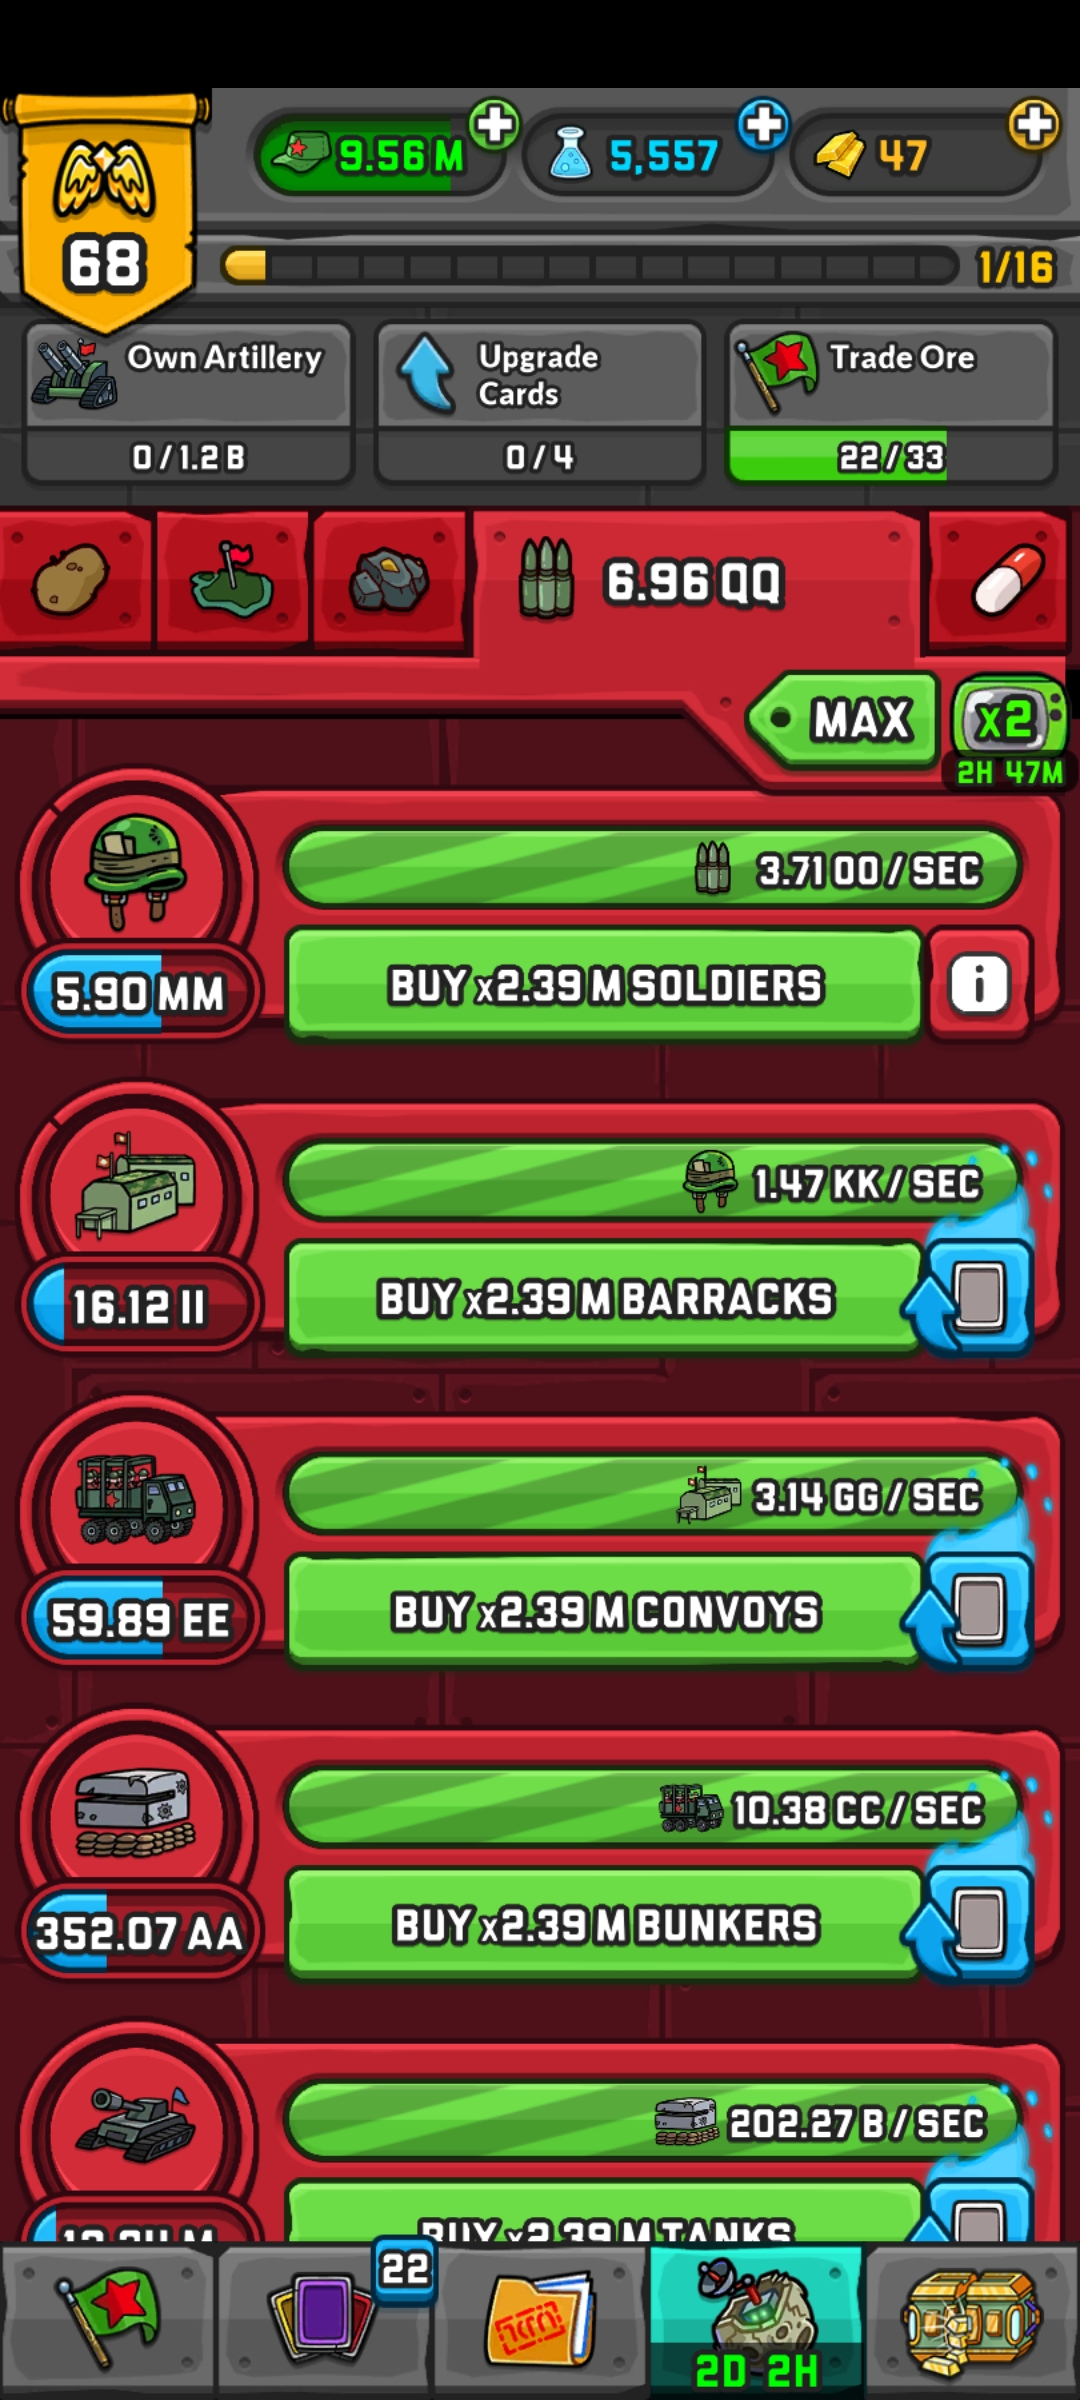 9.56 M
5,557
47
68
1/16
Own Artillery
0 / 1.2 B
Upgrade
Cards
0 / 4
Trade Ore
22 / 33
6.96 QQ
MAX
x2
2H 47M
3.71 OO / SEC
5.90 MM
BUY x2.39 M SOLDIERS
i
1.47 KK / SEC
16.12 II
BUY x2.39 M BARRACKS
3.14 GG / SEC
59.89 EE
BUY x2.39 M CONVOYS
10.38 CC / SEC
352.07 AA
BUY x2.39 M BUNKERS
202.27 B / SEC
BUY x2.39 M TANKS
22
2D 2H